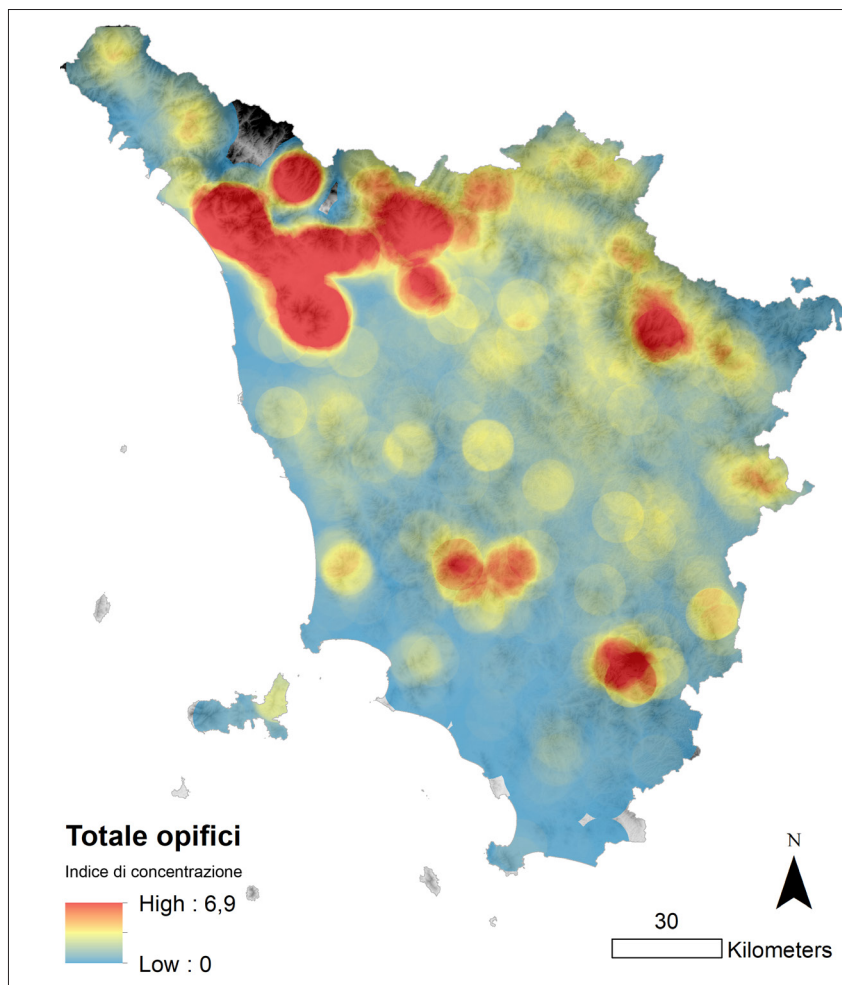 Totale opifici
Indice di concentrazione
High : 6,9
Low : 0
N
30
Kilometers